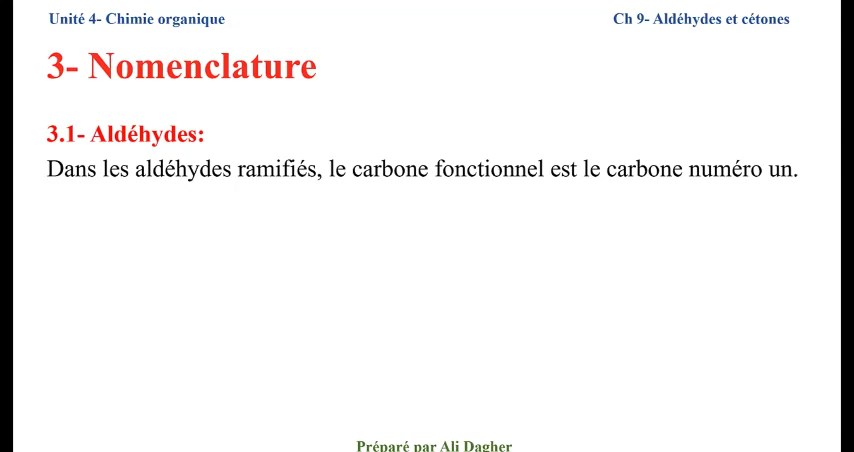 Unité 4- Chimie organique
Ch 9- Aldéhydes et cétones
3- Nomenclature
3.1- Aldéhydes:
Dans les aldéhydes ramifiés, le carbone fonctionnel est le carbone numéro un.
Préparé par Ali Dagher